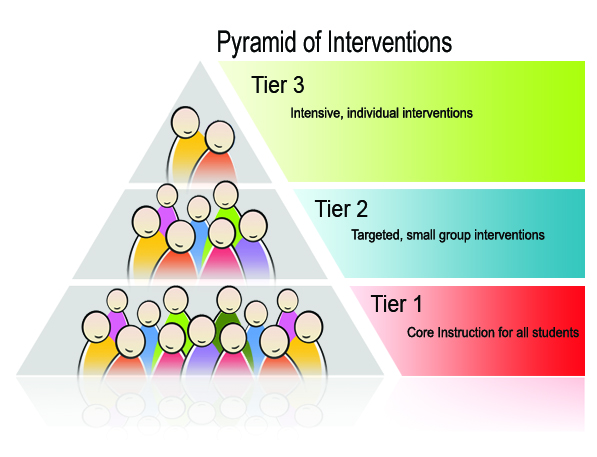 Pyramid of Interventions
Tier 3
Intensive, individual interventions
Tier 2
Targeted, small group interventions
Tier 1
Core Instruction for all students